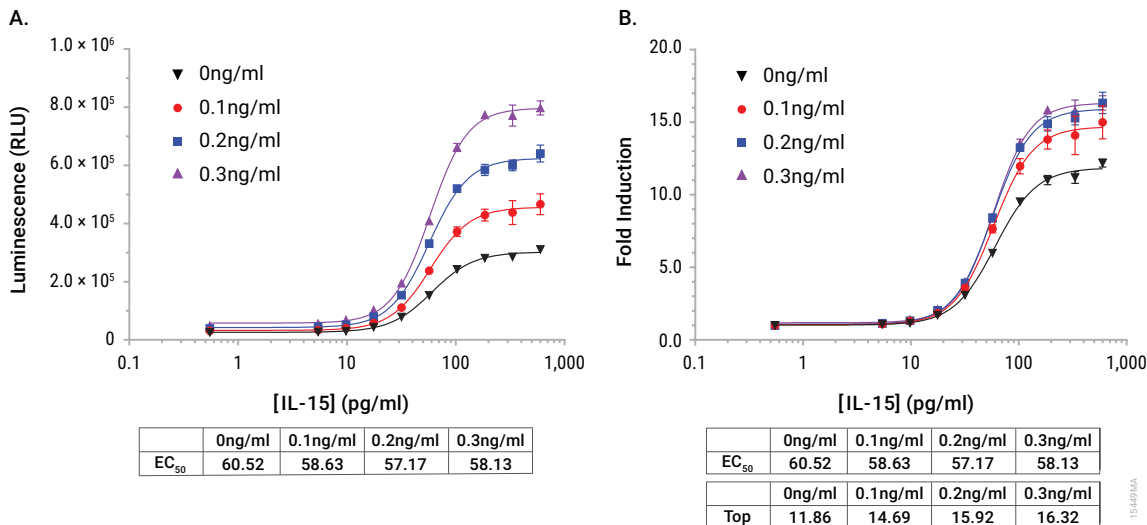 A.
1.0 × 10⁶
8.0 × 10⁵
6.0 × 10⁵
4.0 × 10⁵
2.0 × 10⁵
0
Luminescence (RLU)
0ng/ml
0.1ng/ml
0.2ng/ml
0.3ng/ml
0.1 1 10 100 1,000
[IL-15] (pg/ml)
0ng/ml 0.1ng/ml 0.2ng/ml 0.3ng/ml
EC₅₀ 60.52 58.63 57.17 58.13
B.
20.0
15.0
10.0
5.0
0.0
Fold Induction
0ng/ml
0.1ng/ml
0.2ng/ml
0.3ng/ml
0.1 1 10 100 1,000
[IL-15] (pg/ml)
0ng/ml 0.1ng/ml 0.2ng/ml 0.3ng/ml
EC₅₀ 60.52 58.63 57.17 58.13
0ng/ml 0.1ng/ml 0.2ng/ml 0.3ng/ml
Top 11.86 14.69 15.92 16.32
15449MA